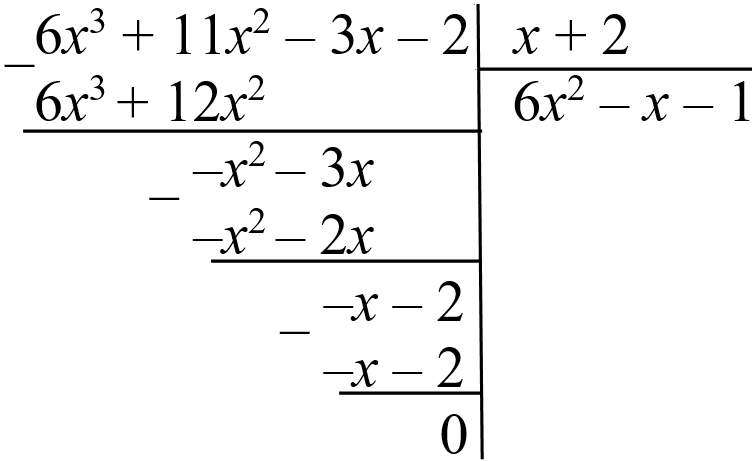 6x³ + 11x² – 3x – 2 x + 2
–
6x³ + 12x² 6x² – x – 1
–x² – 3x
–
–x² – 2x
–x – 2
–
–x – 2
0